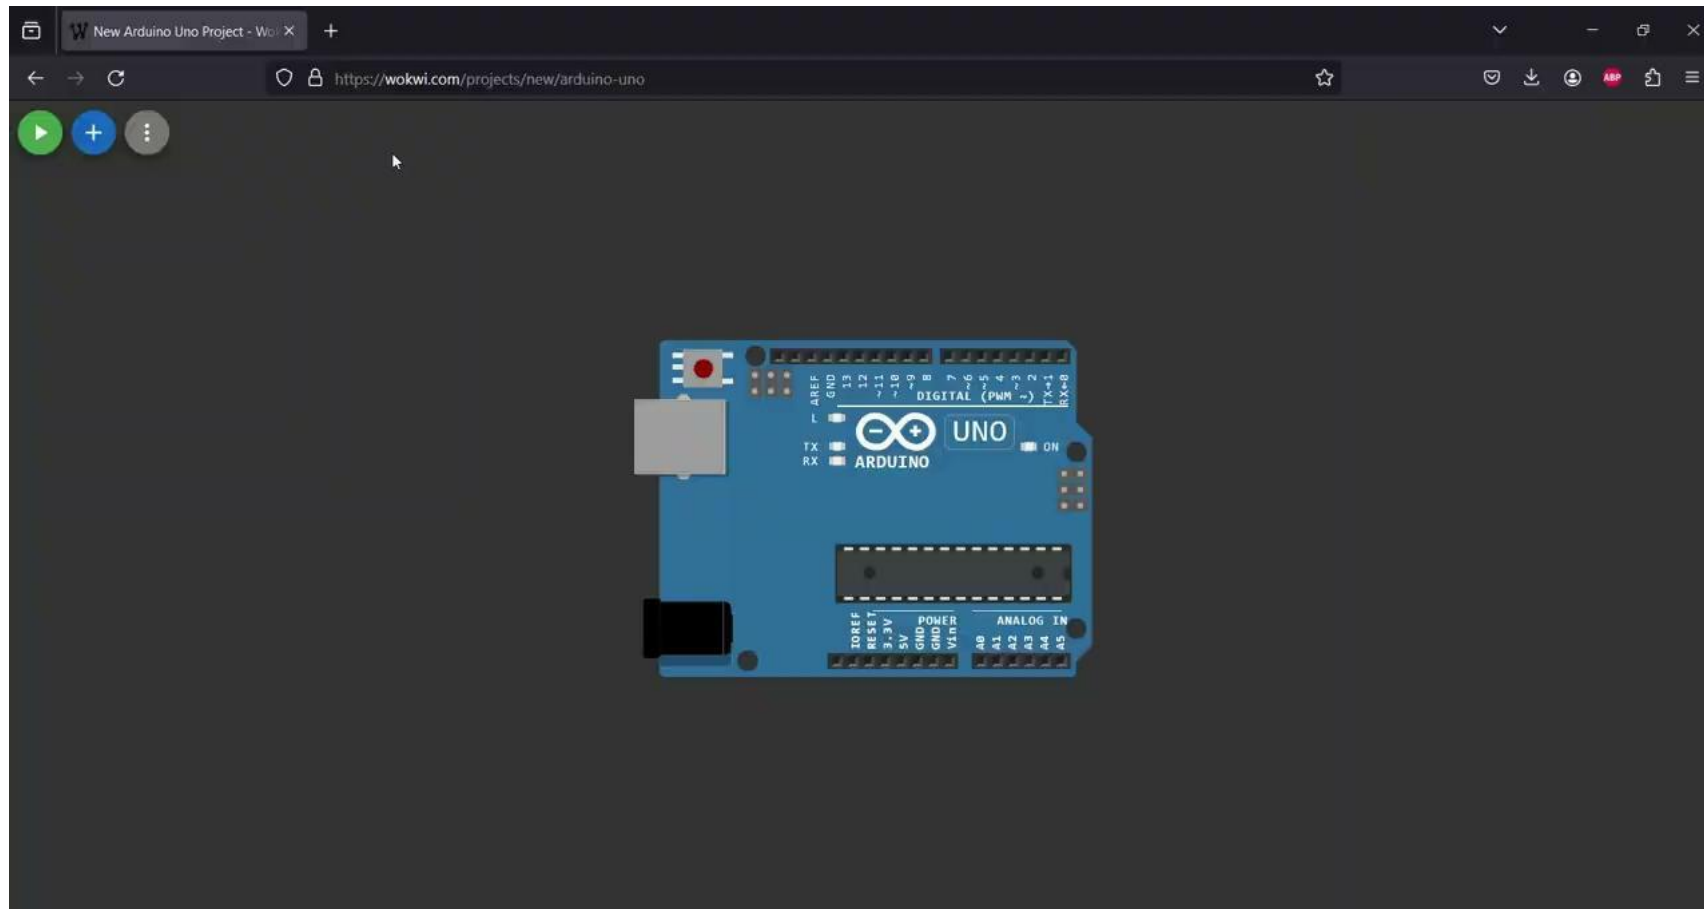 New Arduino Uno Project - Wo
https://wokwi.com/projects/new/arduino-uno
ABP
AREF
GND
13
12
~11
~10
~9
8
7
~6
~5
4
~3
2
TX→1
RX←0
DIGITAL (PWM ~)
L
TX
RX
ARDUINO
UNO
ON
IOREF
RESET
3.3V
5V
GND
GND
Vin
POWER
ANALOG IN
A0
A1
A2
A3
A4
A5